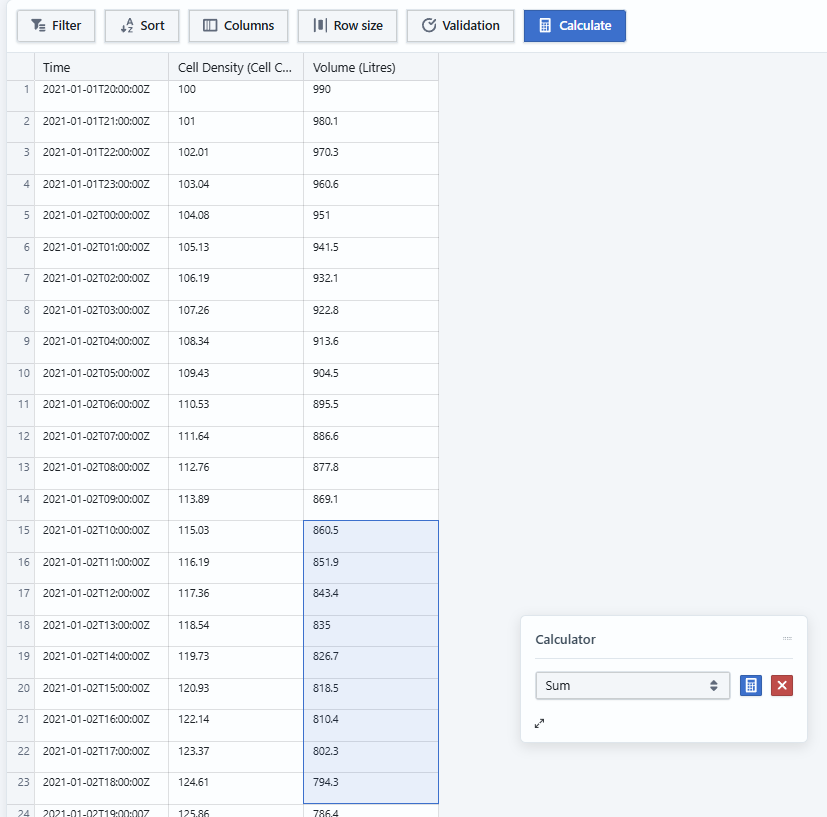 Filter Sort Columns Row size Validation Calculate
Time Cell Density (Cell C... Volume (Litres)
1 2021-01-01T20:00:00Z 100 990
2 2021-01-01T21:00:00Z 101 980.1
3 2021-01-01T22:00:00Z 102.01 970.3
4 2021-01-01T23:00:00Z 103.04 960.6
5 2021-01-02T00:00:00Z 104.08 951
6 2021-01-02T01:00:00Z 105.13 941.5
7 2021-01-02T02:00:00Z 106.19 932.1
8 2021-01-02T03:00:00Z 107.26 922.8
9 2021-01-02T04:00:00Z 108.34 913.6
10 2021-01-02T05:00:00Z 109.43 904.5
11 2021-01-02T06:00:00Z 110.53 895.5
12 2021-01-02T07:00:00Z 111.64 886.6
13 2021-01-02T08:00:00Z 112.76 877.8
14 2021-01-02T09:00:00Z 113.89 869.1
15 2021-01-02T10:00:00Z 115.03 860.5
16 2021-01-02T11:00:00Z 116.19 851.9
17 2021-01-02T12:00:00Z 117.36 843.4
18 2021-01-02T13:00:00Z 118.54 835
19 2021-01-02T14:00:00Z 119.73 826.7
20 2021-01-02T15:00:00Z 120.93 818.5
21 2021-01-02T16:00:00Z 122.14 810.4
22 2021-01-02T17:00:00Z 123.37 802.3
23 2021-01-02T18:00:00Z 124.61 794.3
24 2021-01-02T19:00:00Z 125.86 786.4
Calculator
Sum